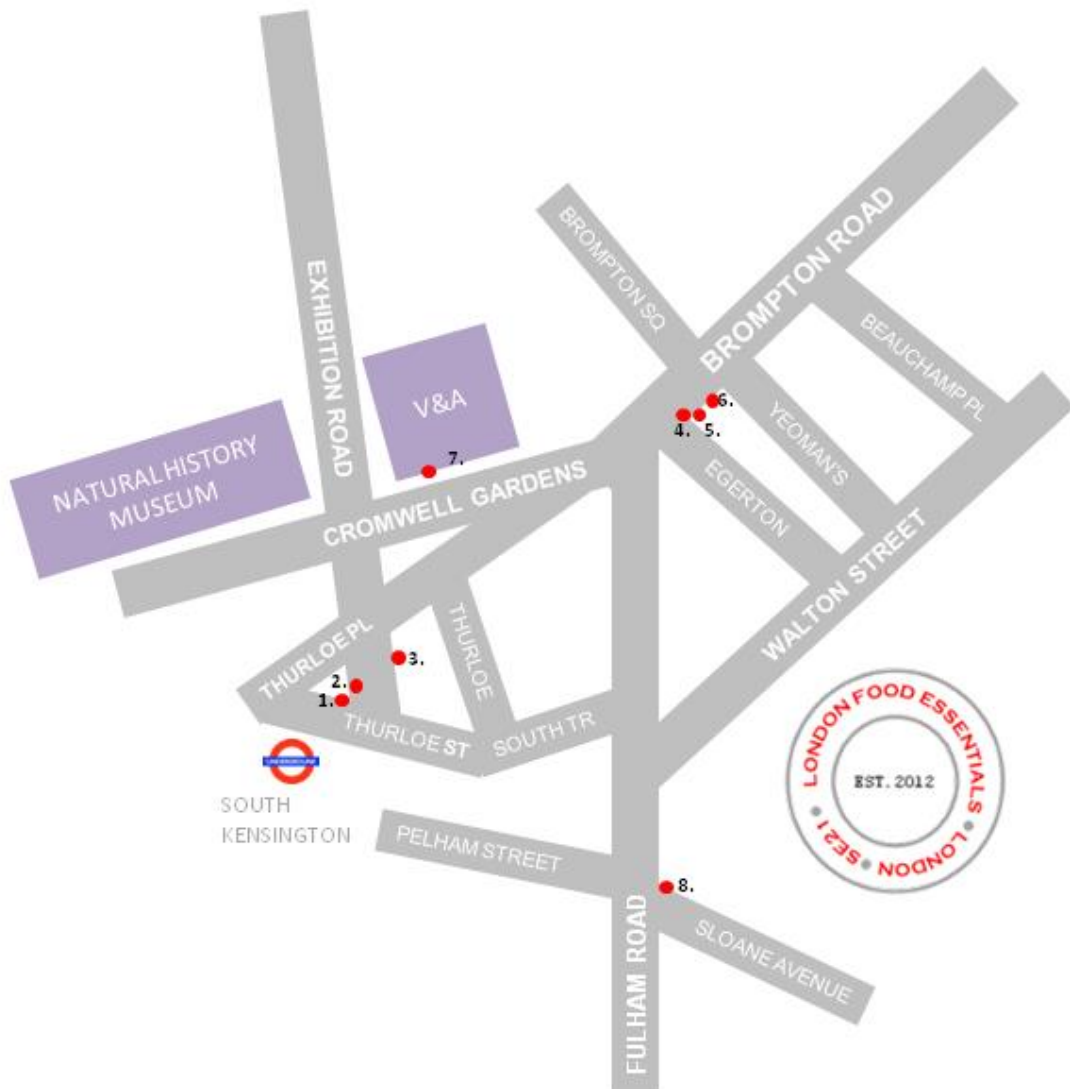 EXHIBITION ROAD
BROMPTON SQ
BROMPTON ROAD
BEAUCHAMP PL
V&A
NATURAL HISTORY
MUSEUM
7.
CROMWELL GARDENS
6.
4.
5.
YEOMAN'S
EGERTON
WALTON STREET
THURLOE PL
THURLOE
3.
2.
1.
THURLOE ST
SOUTH TR
UNDERGROUND
SOUTH
KENSINGTON
PELHAM STREET
8.
FULHAM ROAD
SLOANE AVENUE
LONDON FOOD ESSENTIALS • LONDON • SE21 •
EST. 2012